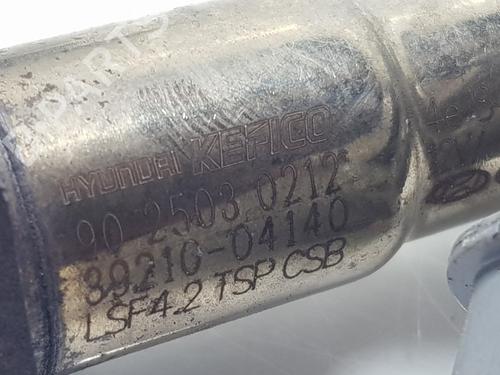 HYUNDAI KEFICO
90 2503 0212
39210-04140
LSF4.2 TSP CSB